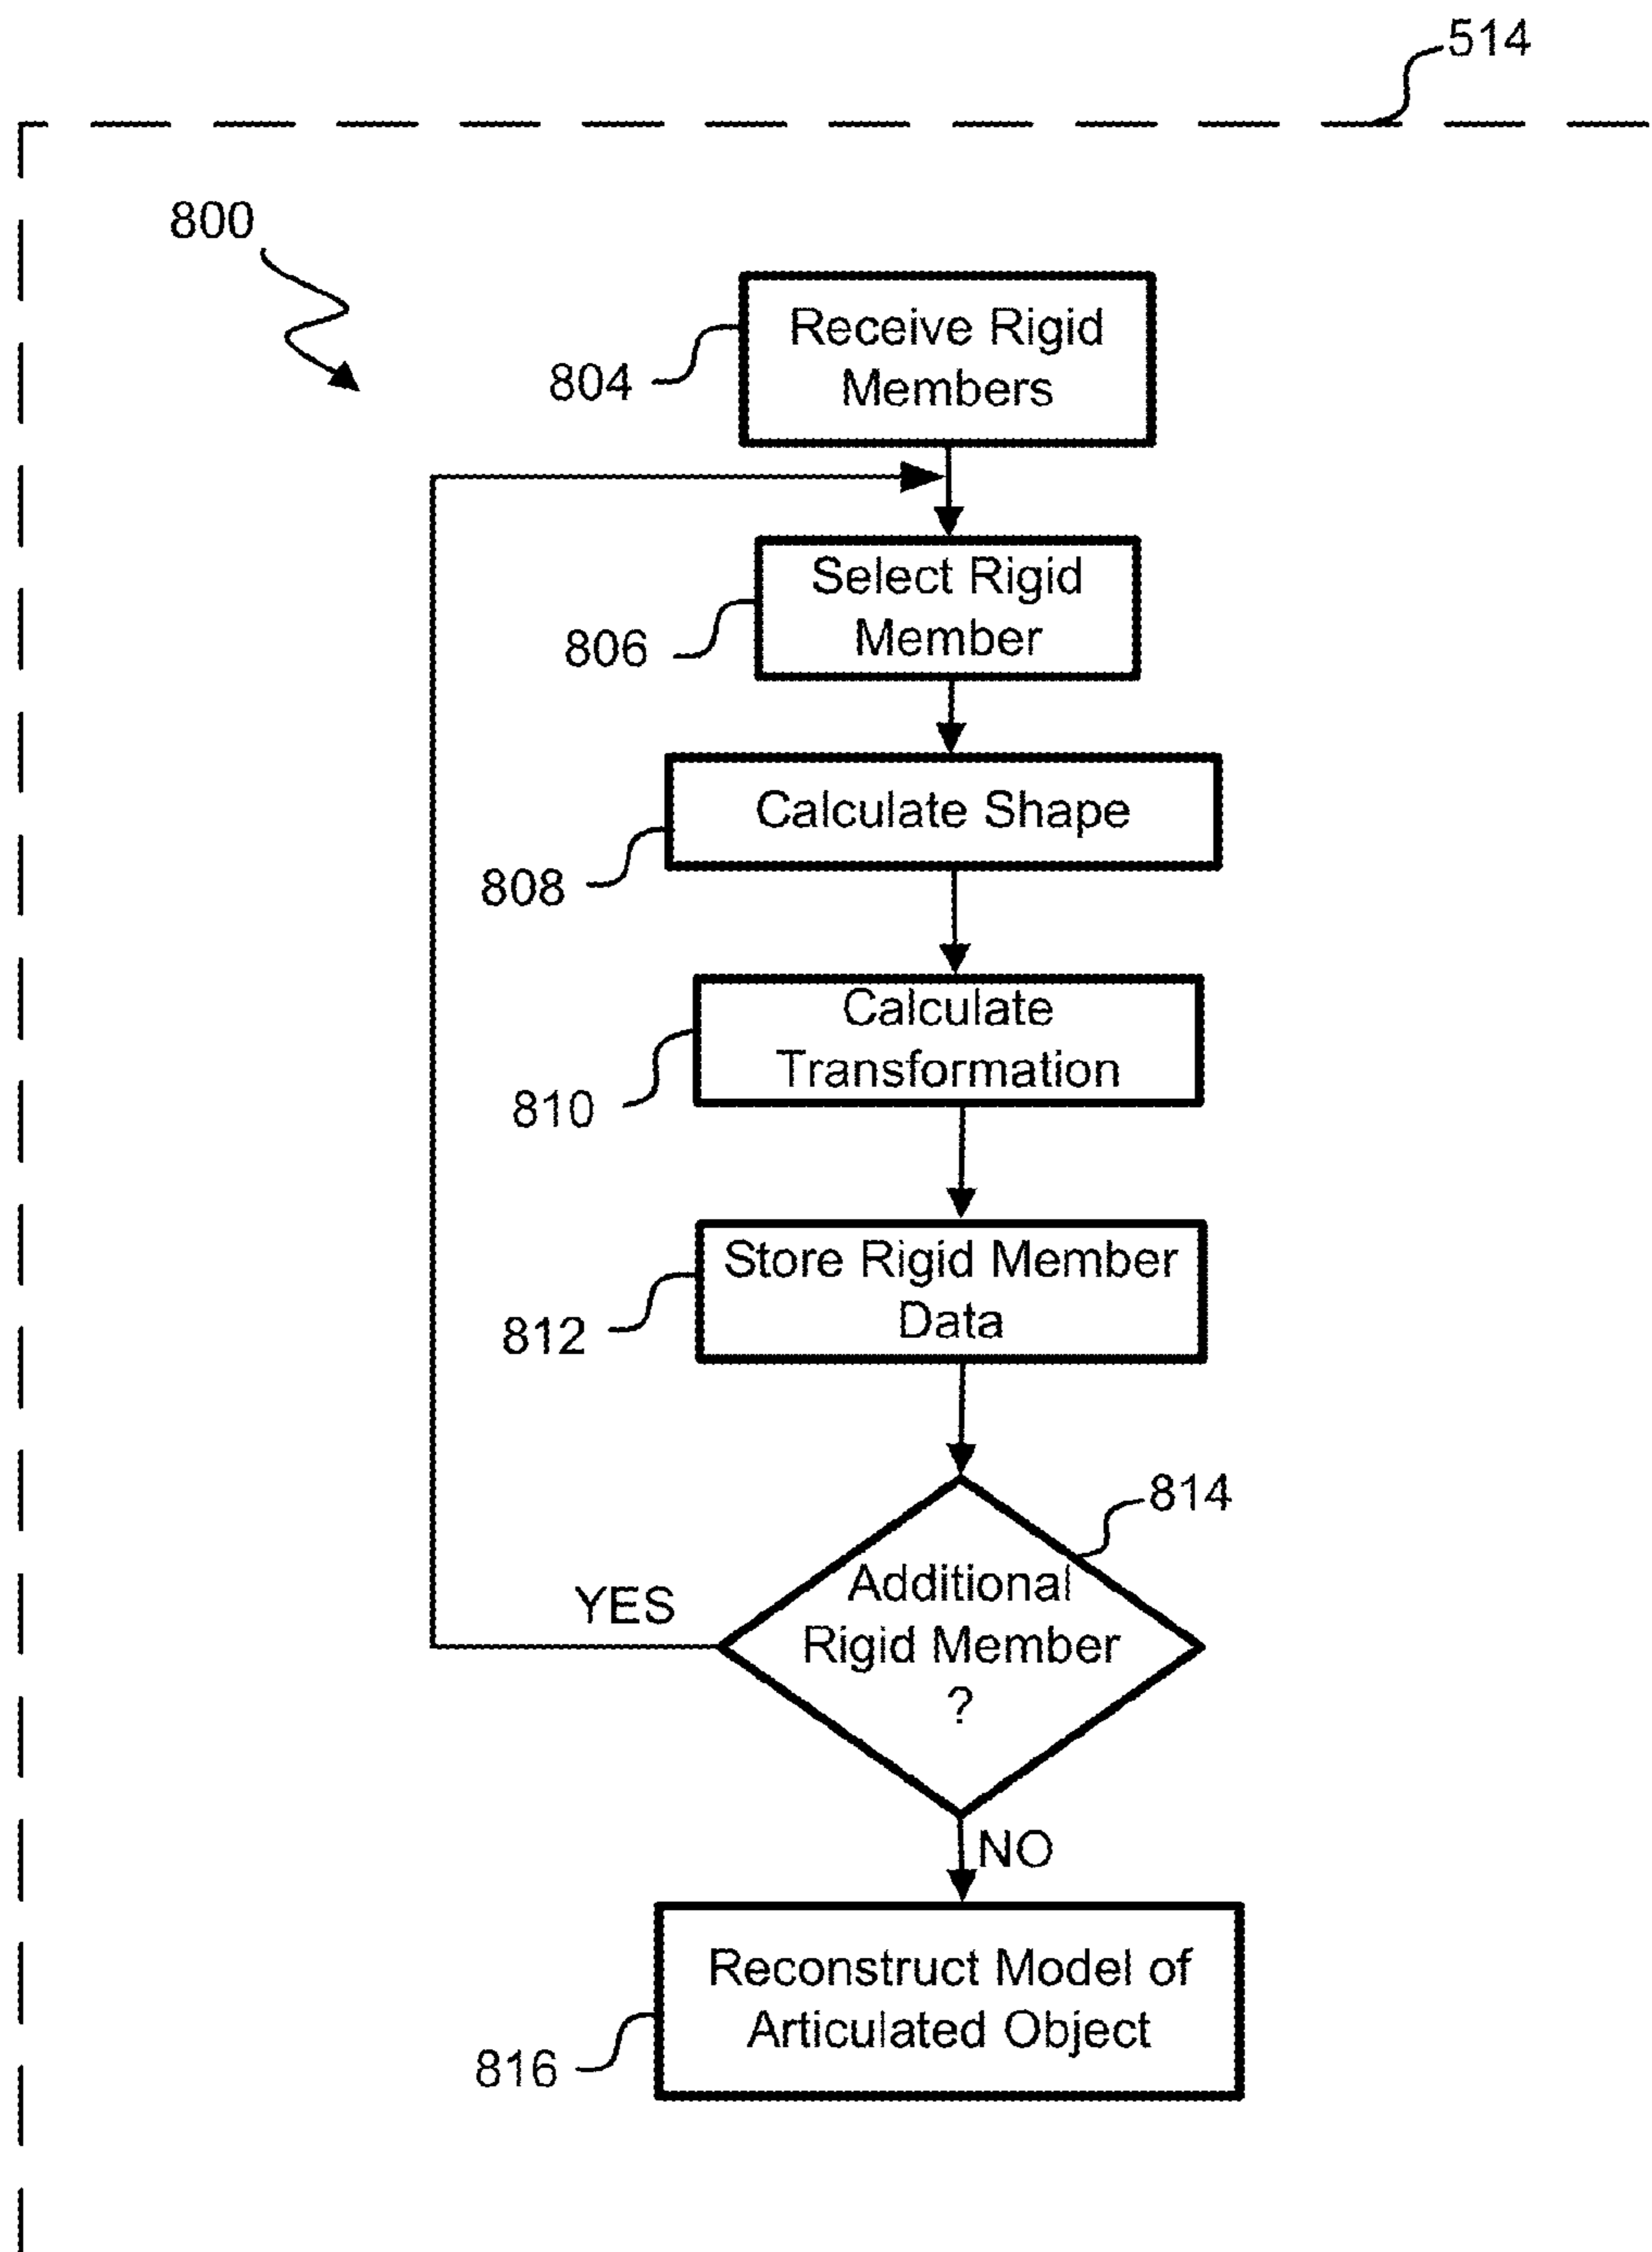 514
800
Receive Rigid
Members
804
Select Rigid
Member
806
Calculate Shape
808
Calculate
Transformation
810
Store Rigid Member
Data
812
814
Additional
Rigid Member
?
YES
NO
Reconstruct Model of
Articulated Object
816